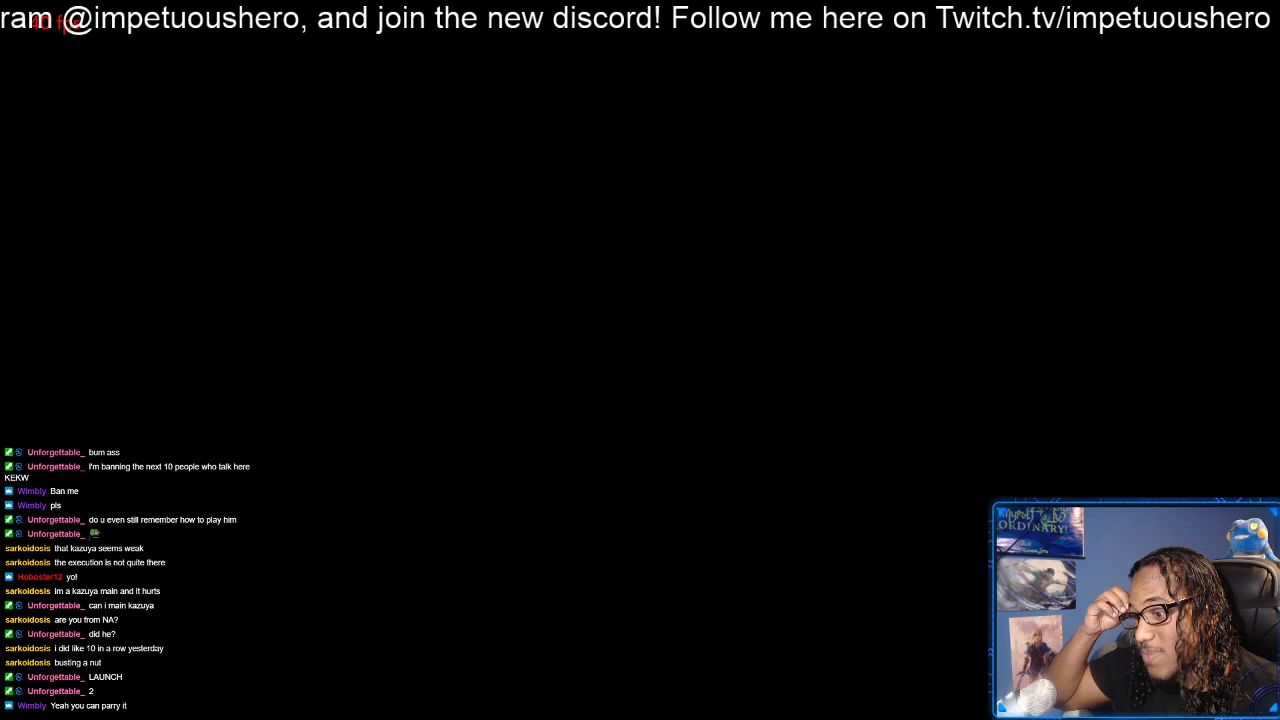 ram @impetuoushero, and join the new discord! Follow me here on Twitch.tv/impetuoushero
Unforgettable_ bum ass
Unforgettable_ I'm banning the next 10 people who talk here
KEKW
Wimbly Ban me
Wimbly pls
Unforgettable_ do u even still remember how to play him
Unforgettable_
sarkoidosis that kazuya seems weak
sarkoidosis the execution is not quite there
Hoboster12 yo!
sarkoidosis im a kazuya main and it hurts
Unforgettable_ can i main kazuya
sarkoidosis are you from NA?
Unforgettable_ did he?
sarkoidosis i did like 10 in a row yesterday
sarkoidosis busting a nut
Unforgettable_ LAUNCH
Unforgettable_ 2
Wimbly Yeah you can parry it
ORDINARY!